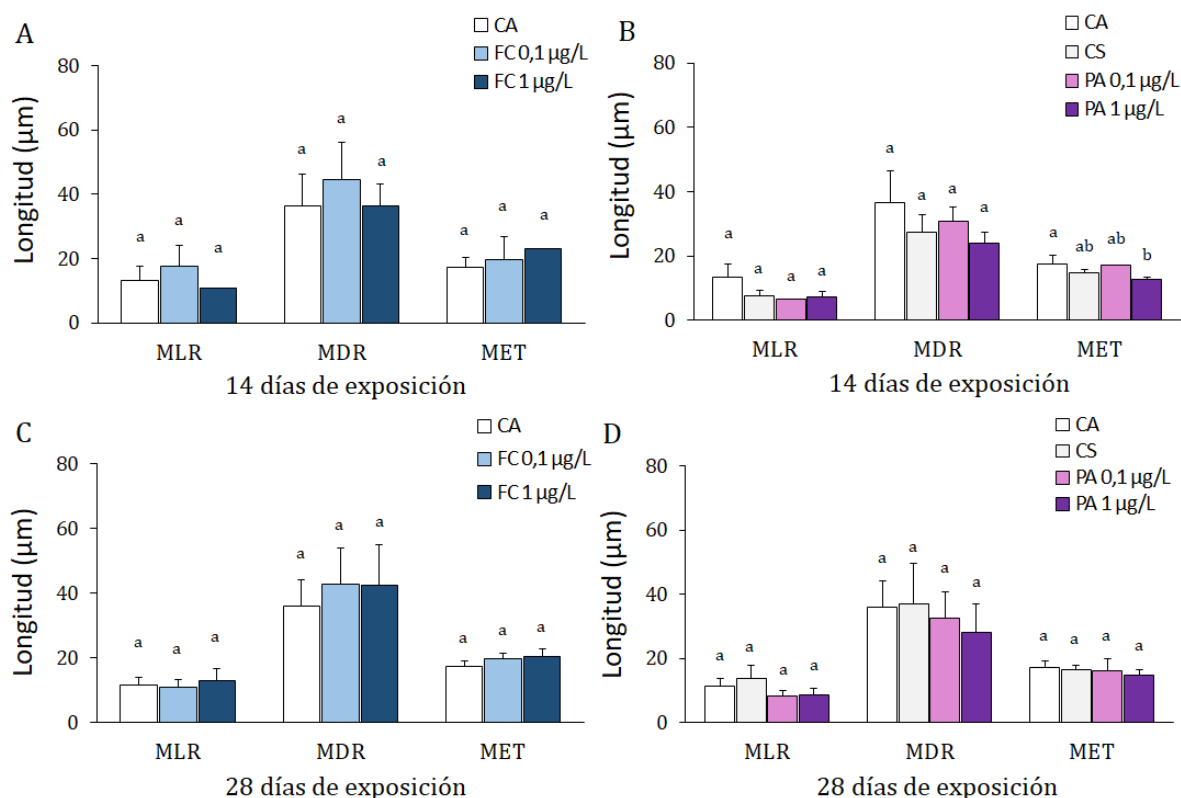 A
CA
FC 0,1 µg/L
FC 1 µg/L
Longitud (µm)
80
60
40
20
0
a a a
a a a
a a a
MLR MDR MET
14 días de exposición
B
CA
CS
PA 0,1 µg/L
PA 1 µg/L
Longitud (µm)
80
60
40
20
0
a a a a
a a a a
a ab ab b
MLR MDR MET
14 días de exposición
C
CA
FC 0,1 µg/L
FC 1 µg/L
Longitud (µm)
80
60
40
20
0
a a a
a a a
a a a
MLR MDR MET
28 días de exposición
D
CA
CS
PA 0,1 µg/L
PA 1 µg/L
Longitud (µm)
80
60
40
20
0
a a a a
a a a a
a a a a
MLR MDR MET
28 días de exposición